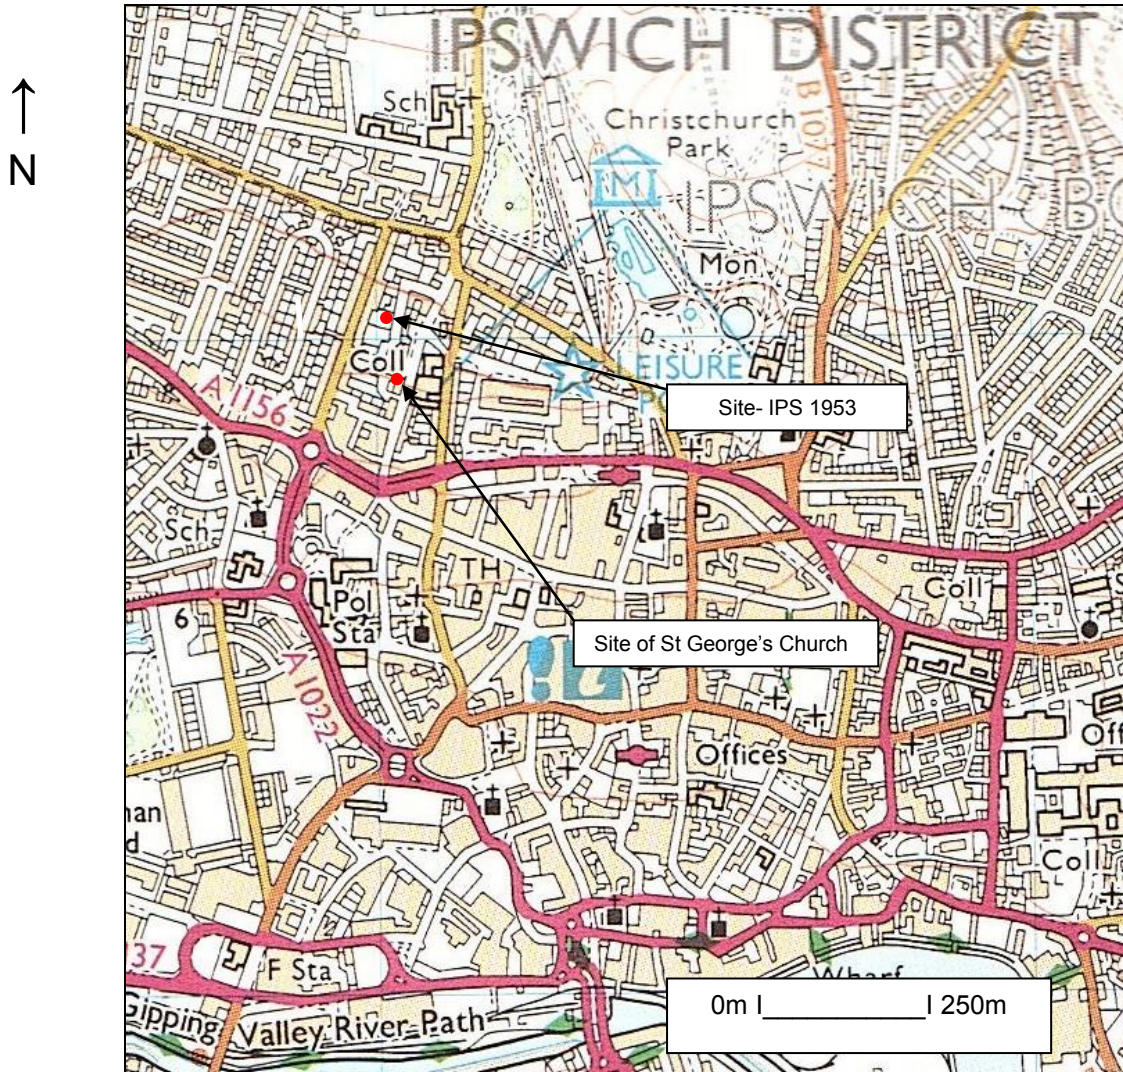 IPSWICH DISTRICT
↑
N
Sch
Christchurch
Park
B 1077
M
IPSWICH BO
Mon
Coll
LEISURE
A 1156
Site- IPS 1953
Sch
TH
Coll
6
Pol
Sta
Site of St George's Church
A 1022
Offices
Off
Coll
F Sta
137
Wharf
0m I____________I 250m
Gipping Valley River Path